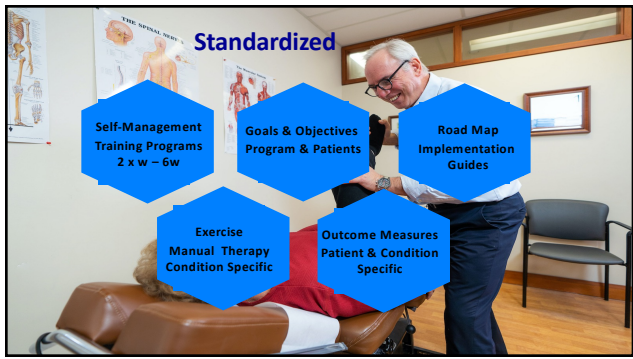 THE SPINAL NERV
Standardized
Self-Management
Training Programs
2 x w – 6w
Goals & Objectives
Program & Patients
Road Map
Implementation
Guides
Exercise
Manual Therapy
Condition Specific
Outcome Measures
Patient & Condition
Specific